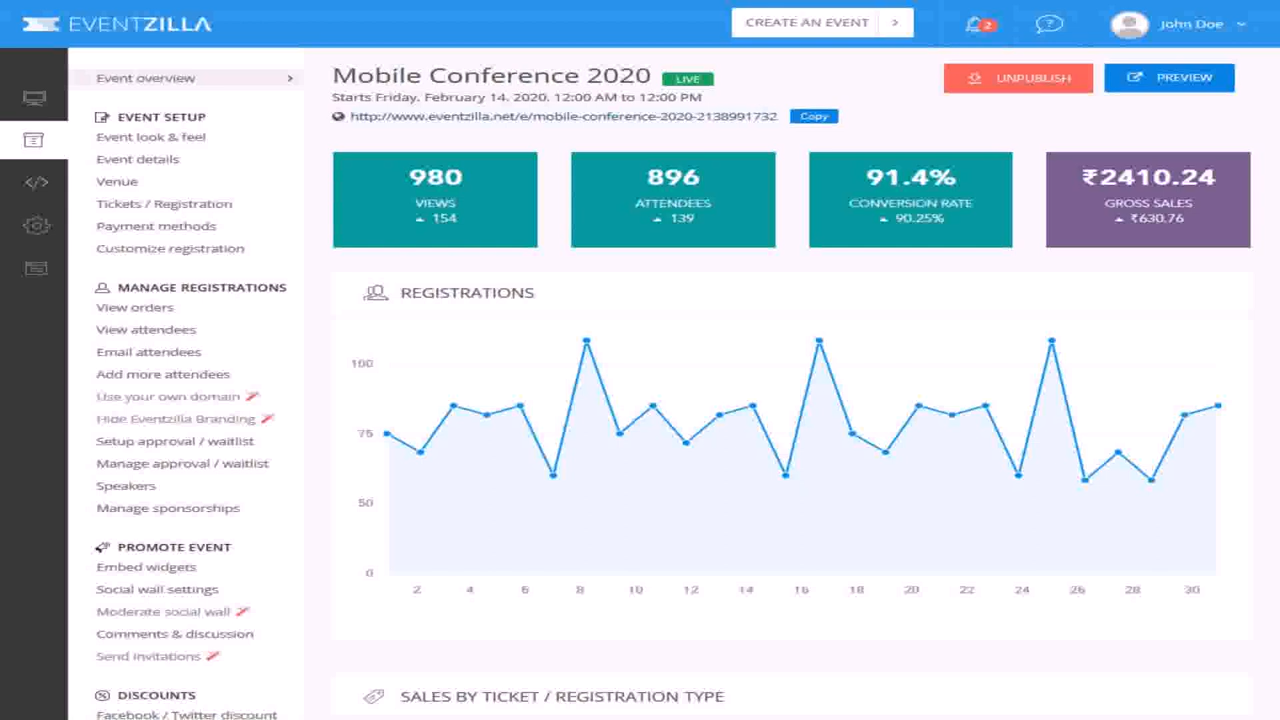 EVENTZILLA
CREATE AN EVENT >
2
?
John Doe
Event overview >
EVENT SETUP
Event look & feel
Event details
Venue
Tickets / Registration
Payment methods
Customize registration
MANAGE REGISTRATIONS
View orders
View attendees
Email attendees
Add more attendees
Use your own domain
Hide Eventzilla Branding
Setup approval / waitlist
Manage approval / waitlist
Speakers
Manage sponsorships
PROMOTE EVENT
Embed widgets
Social wall settings
Moderate social wall
Comments & discussion
Send invitations
DISCOUNTS
Facebook / Twitter discount
Mobile Conference 2020 LIVE
Starts Friday. February 14. 2020. 12:00 AM to 12:00 PM
http://www.eventzilla.net/e/mobile-conference-2020-2138991732 Copy
UNPUBLISH
PREVIEW
980
VIEWS
154
896
ATTENDEES
139
91.4%
CONVERSION RATE
90.25%
₹2410.24
GROSS SALES
₹630.76
REGISTRATIONS
100
75
50
0
2 4 6 8 10 12 14 16 18 20 22 24 26 28 30
SALES BY TICKET / REGISTRATION TYPE